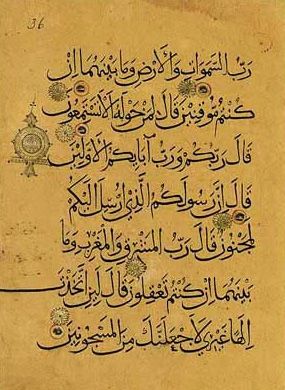 36
رَبُّ السَّمَوَاتِ وَالْأَرْضِ وَمَا بَيْنَهُمَا إِنْ
كُنْتُمْ مُوقِنِينَ قَالَ لِمَنْ حَوْلَهُ أَلَا تَسْتَمِعُونَ
قَالَ رَبُّكُمْ وَرَبُّ آبَائِكُمُ الْأَوَّلِينَ
قَالَ إِنَّ رَسُولَكُمُ الَّذِي أُرْسِلَ إِلَيْكُمْ
لَمَجْنُونٌ قَالَ رَبُّ الْمَشْرِقِ وَالْمَغْرِبِ وَمَا
بَيْنَهُمَا إِنْ كُنْتُمْ تَعْقِلُونَ قَالَ لَئِنِ اتَّخَذْتَ
إِلَهًا غَيْرِي لَأَجْعَلَنَّكَ مِنَ الْمَسْجُونِينَ